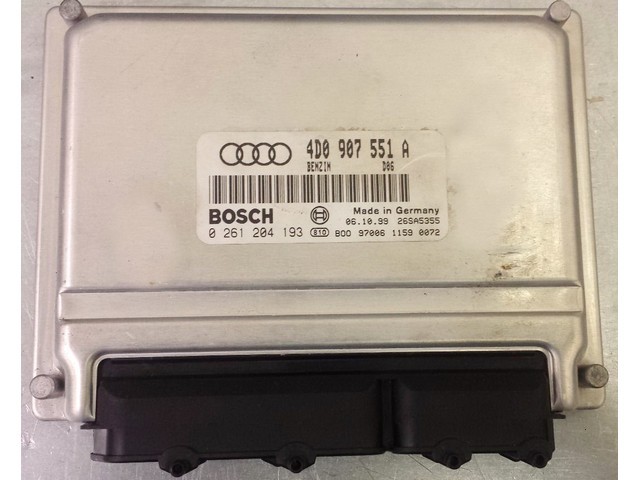 4D0 907 551 A
BENZIN D06
BOSCH
Made in Germany
06.10.99 26SA5355
0 261 204 193 810 BOO 97006 1159 0072